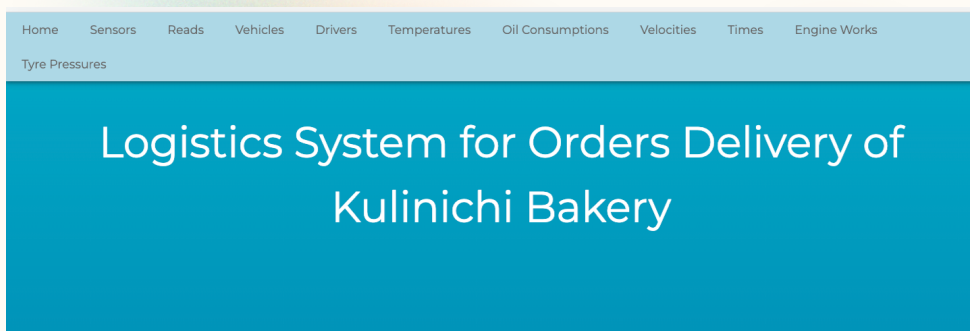 Home Sensors Reads Vehicles Drivers Temperatures Oil Consumptions Velocities Times Engine Works
Tyre Pressures
Logistics System for Orders Delivery of
Kulinichi Bakery